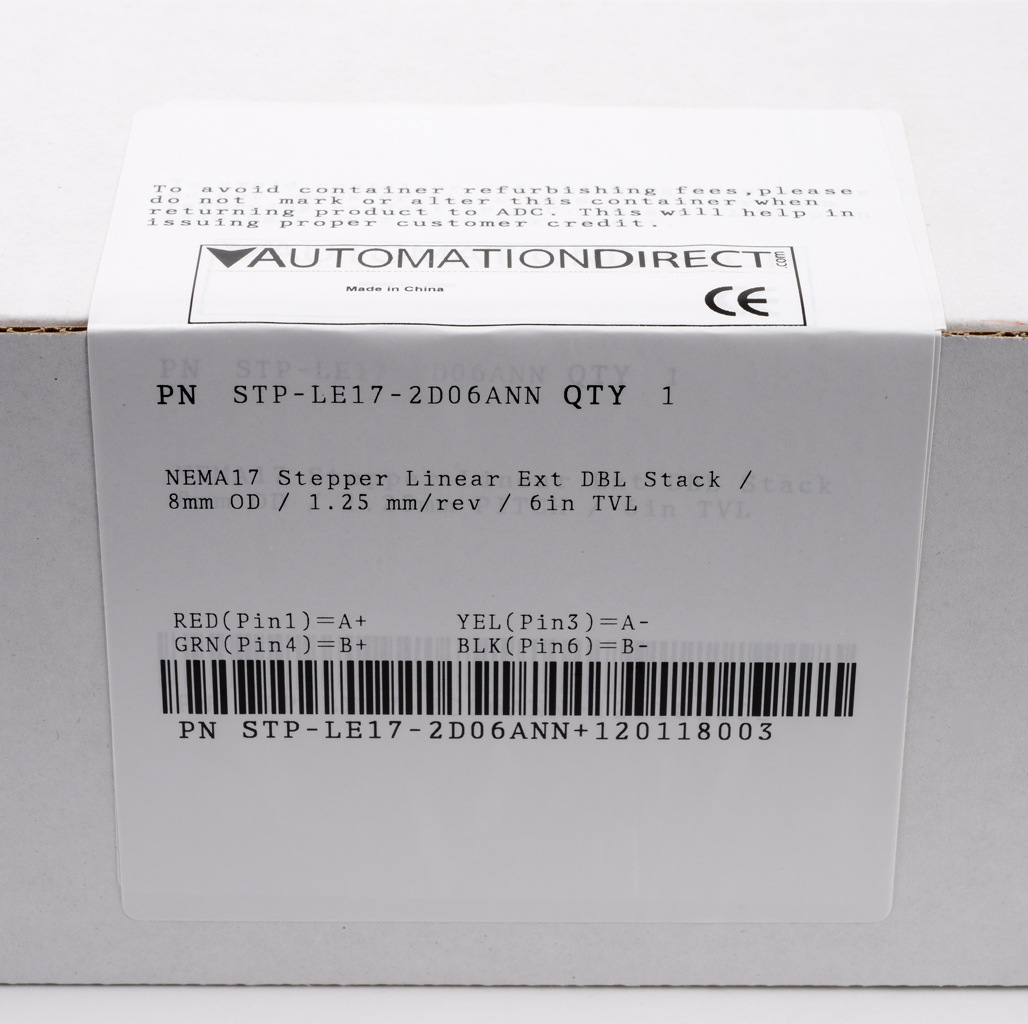 To avoid container refurbishing fees,please
do not mark or alter this container when
returning product to ADC. This will help in
issuing proper customer credit.
AUTOMATIONDIRECT.com
Made in China
CE
PN STP-LE17-2D06ANN QTY 1
NEMA17 Stepper Linear Ext DBL Stack /
8mm OD / 1.25 mm/rev / 6in TVL
RED(Pin1)=A+ YEL(Pin3)=A-
GRN(Pin4)=B+ BLK(Pin6)=B-
PN STP-LE17-2D06ANN+120118003